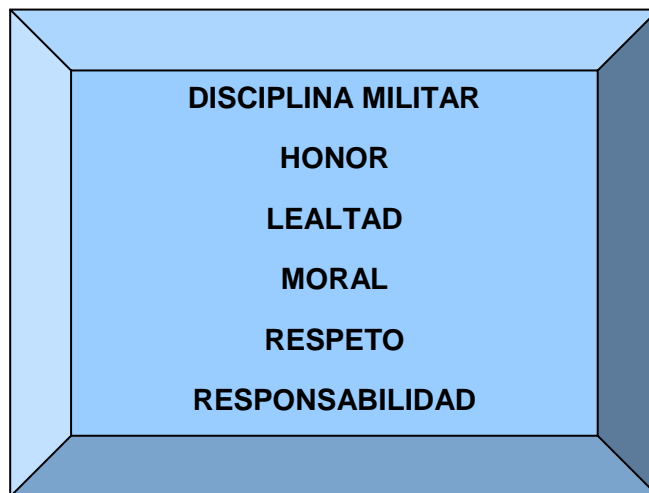 DISCIPLINA MILITAR
HONOR
LEALTAD
MORAL
RESPETO
RESPONSABILIDAD